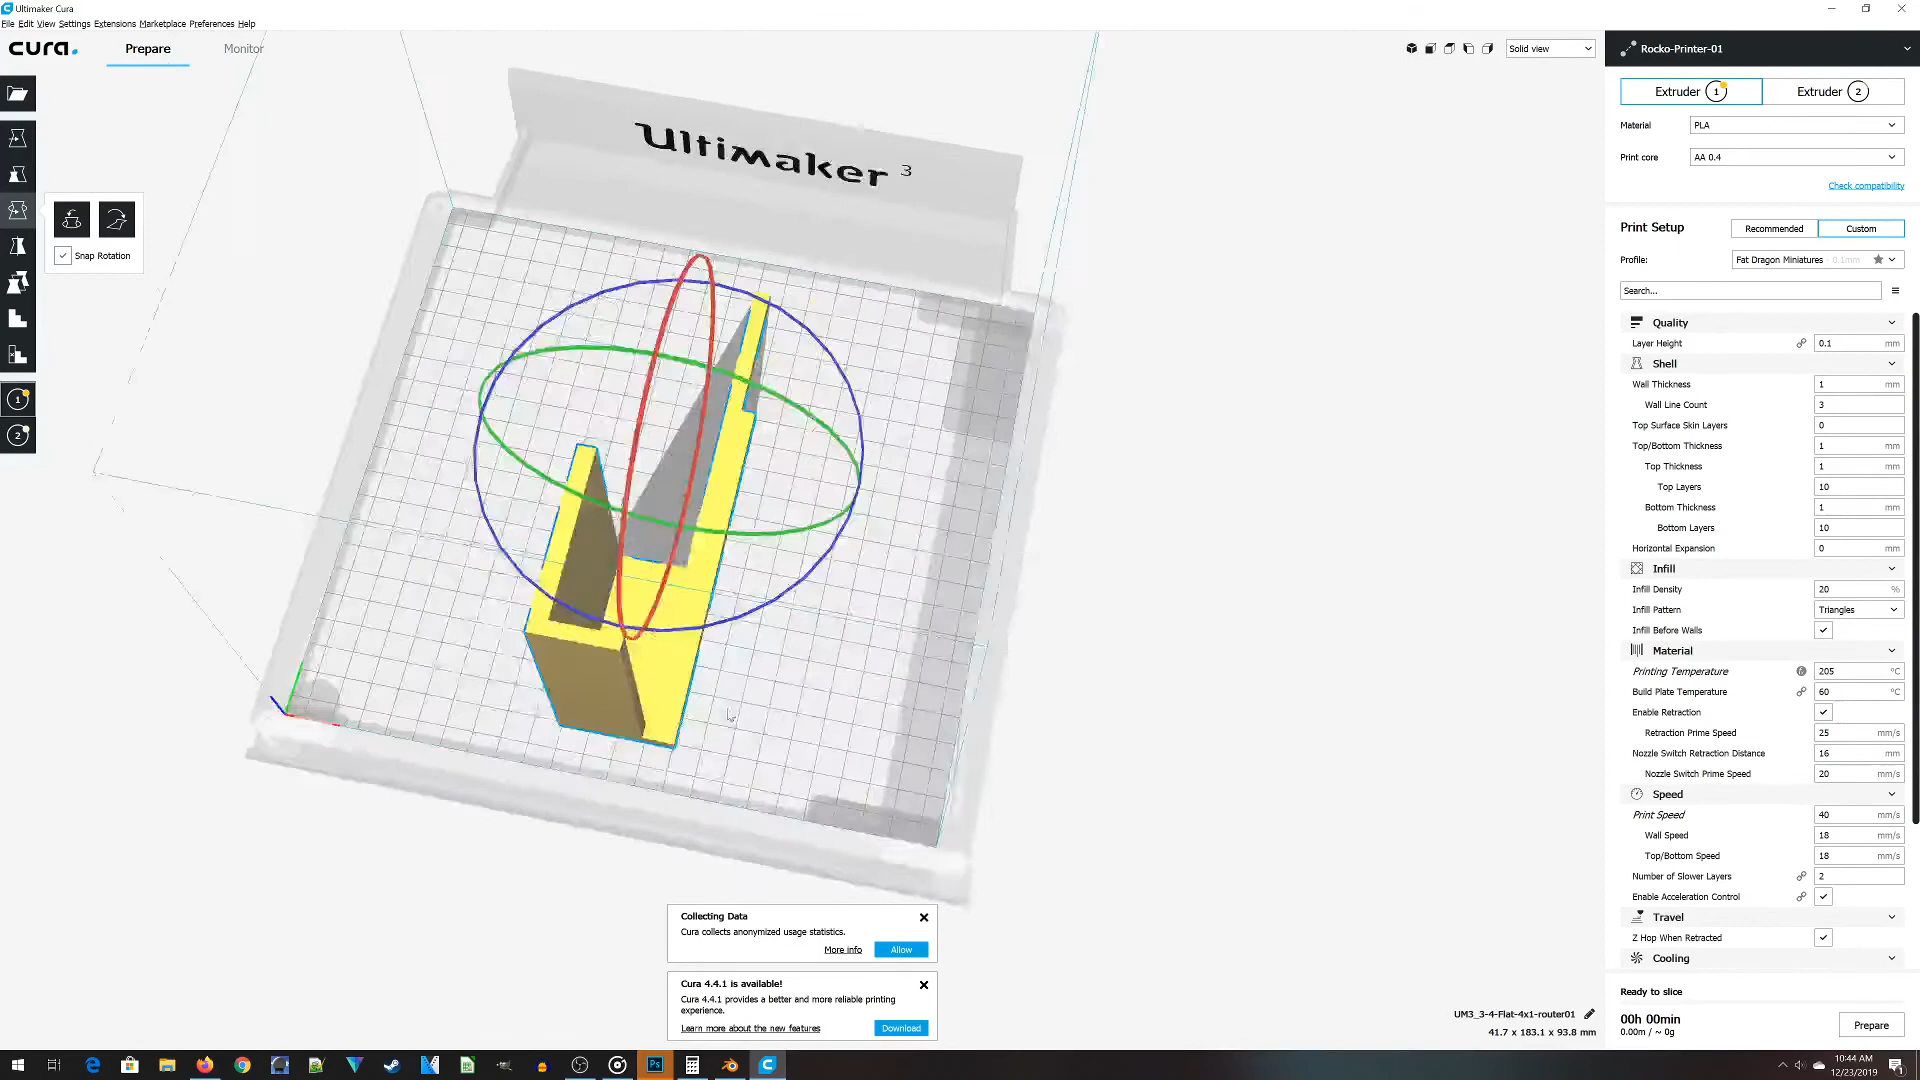 Ultimaker Cura
File Edit View Settings Extensions Marketplace Preferences Help
cura.
Prepare
Monitor
Solid view
Snap Rotation
1
2
Ultimaker 3
Collecting Data
Cura collects anonymized usage statistics.
More info
Allow
Cura 4.4.1 is available!
Cura 4.4.1 provides a better and more reliable printing
experience.
Learn more about the new features
Download
UM3_3-4-Flat-4x1-router01
41.7 x 183.1 x 93.8 mm
Rocko-Printer-01
Extruder 1
Extruder 2
Material PLA
Print core AA 0.4
Check compatibility
Print Setup Recommended Custom
Profile: Fat Dragon Miniatures - 0.1mm
Search...
Quality
Layer Height 0.1 mm
Shell
Wall Thickness 1 mm
Wall Line Count 3
Top Surface Skin Layers 0
Top/Bottom Thickness 1 mm
Top Thickness 1 mm
Top Layers 10
Bottom Thickness 1 mm
Bottom Layers 10
Horizontal Expansion 0 mm
Infill
Infill Density 20 %
Infill Pattern Triangles
Infill Before Walls
Material
Printing Temperature 205 °C
Build Plate Temperature 60 °C
Enable Retraction
Retraction Prime Speed 25 mm/s
Nozzle Switch Retraction Distance 16 mm
Nozzle Switch Prime Speed 20 mm/s
Speed
Print Speed 40 mm/s
Wall Speed 18 mm/s
Top/Bottom Speed 18 mm/s
Number of Slower Layers 2
Enable Acceleration Control
Travel
Z Hop When Retracted
Cooling
Ready to slice
00h 00min
0.00m / ~ 0g
Prepare
Ps
10:44 AM
12/23/2019